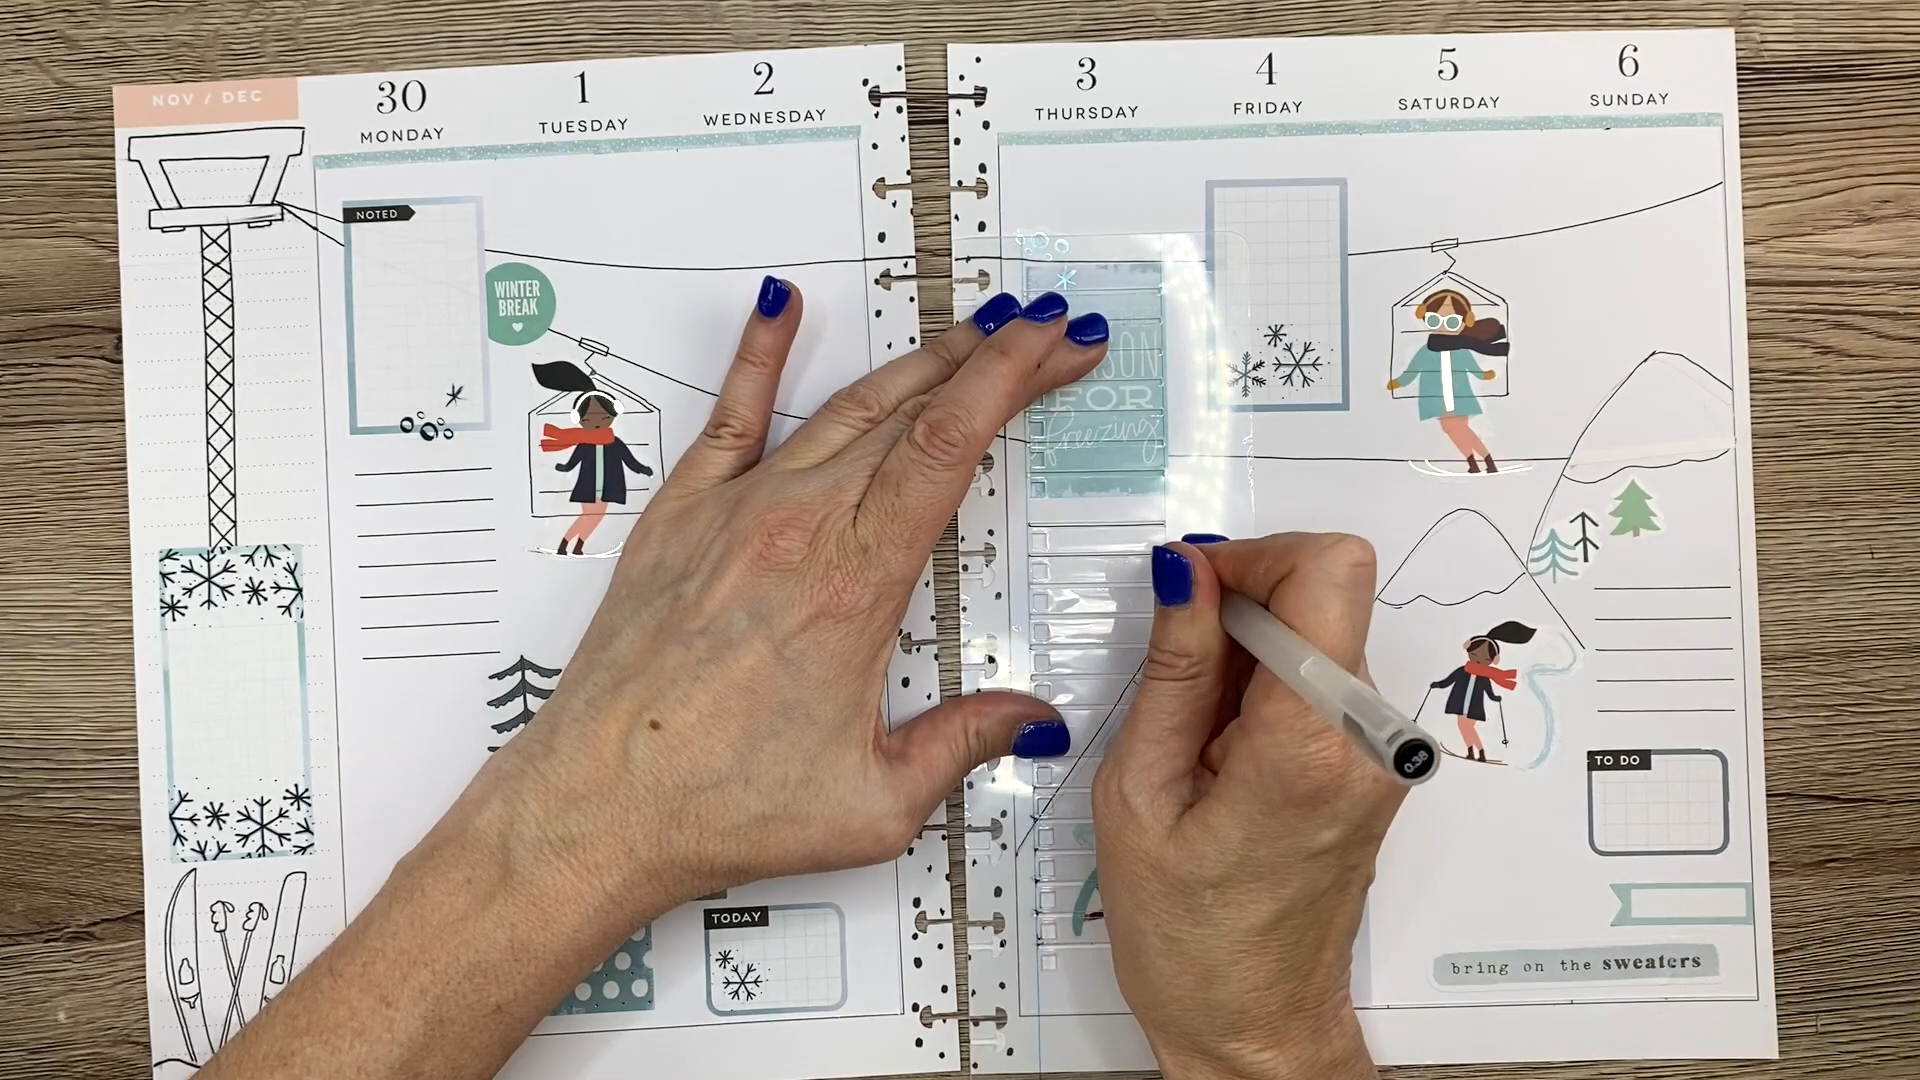 NOV / DEC
30
MONDAY
1
TUESDAY
2
WEDNESDAY
3
THURSDAY
4
FRIDAY
5
SATURDAY
6
SUNDAY
NOTED
WINTER
BREAK
FOR
freezing
TO DO
TODAY
bring on the sweaters
0.38